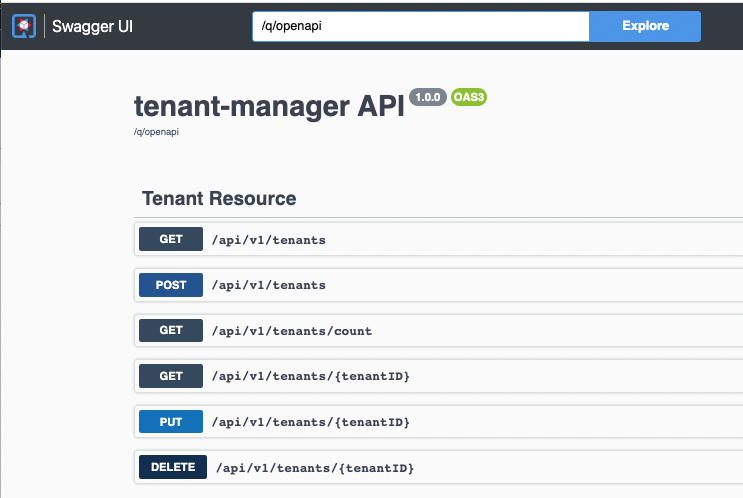 Swagger UI
/q/openapi
Explore
tenant-manager API 1.0.0 OAS3
/q/openapi
Tenant Resource
GET /api/v1/tenants
POST /api/v1/tenants
GET /api/v1/tenants/count
GET /api/v1/tenants/{tenantID}
PUT /api/v1/tenants/{tenantID}
DELETE /api/v1/tenants/{tenantID}